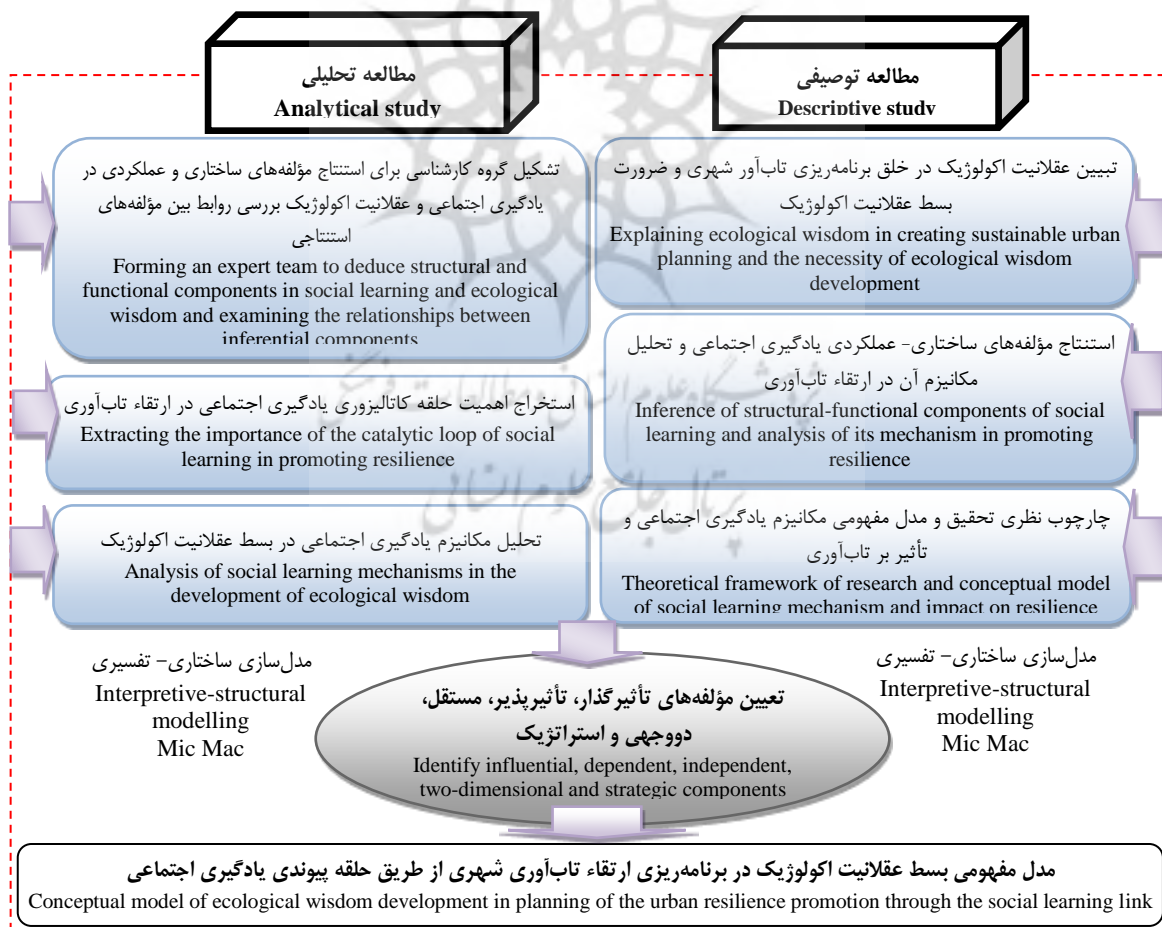 مطالعه توصیفی
Descriptive study
تبیین عقلانیت اکولوژیک در خلق برنامه‌ریزی تاب‌آور شهری و ضرورت
بسط عقلانیت اکولوژیک
Explaining ecological wisdom in creating sustainable urban
planning and the necessity of ecological wisdom
development
استنتاج مؤلفه‌های ساختاری- عملکردی یادگیری اجتماعی و تحلیل
مکانیزم آن در ارتقاء تاب‌آوری
Inference of structural-functional components of social
learning and analysis of its mechanism in promoting
resilience
چارچوب نظری تحقیق و مدل مفهومی مکانیزم یادگیری اجتماعی و
تأثیر بر تاب‌آوری
Theoretical framework of research and conceptual model
of social learning mechanism and impact on resilience
مدل‌سازی ساختاری- تفسیری
Interpretive-structural
modelling
Mic Mac
مطالعه تحلیلی
Analytical study
تشکیل گروه کارشناسی برای استنتاج مؤلفه‌های ساختاری و عملکردی در
یادگیری اجتماعی و عقلانیت اکولوژیک بررسی روابط بین مؤلفه‌های
استنتاجی
Forming an expert team to deduce structural and
functional components in social learning and ecological
wisdom and examining the relationships between
inferential components
استخراج اهمیت حلقه کاتالیزوری یادگیری اجتماعی در ارتقاء تاب‌آوری
Extracting the importance of the catalytic loop of social
learning in promoting resilience
تحلیل مکانیزم یادگیری اجتماعی در بسط عقلانیت اکولوژیک
Analysis of social learning mechanisms in the
development of ecological wisdom
مدل‌سازی ساختاری- تفسیری
Interpretive-structural
modelling
Mic Mac
تعیین مؤلفه‌های تأثیرگذار، تأثیرپذیر، مستقل،
دووجهی و استراتژیک
Identify influential, dependent, independent,
two-dimensional and strategic components
مدل مفهومی بسط عقلانیت اکولوژیک در برنامه‌ریزی ارتقاء تاب‌آوری شهری از طریق حلقه پیوندی یادگیری اجتماعی
Conceptual model of ecological wisdom development in planning of the urban resilience promotion through the social learning link
پژوهشگاه علوم انسانی و مطالعات فرهنگی
پرتال جامع علوم انسانی